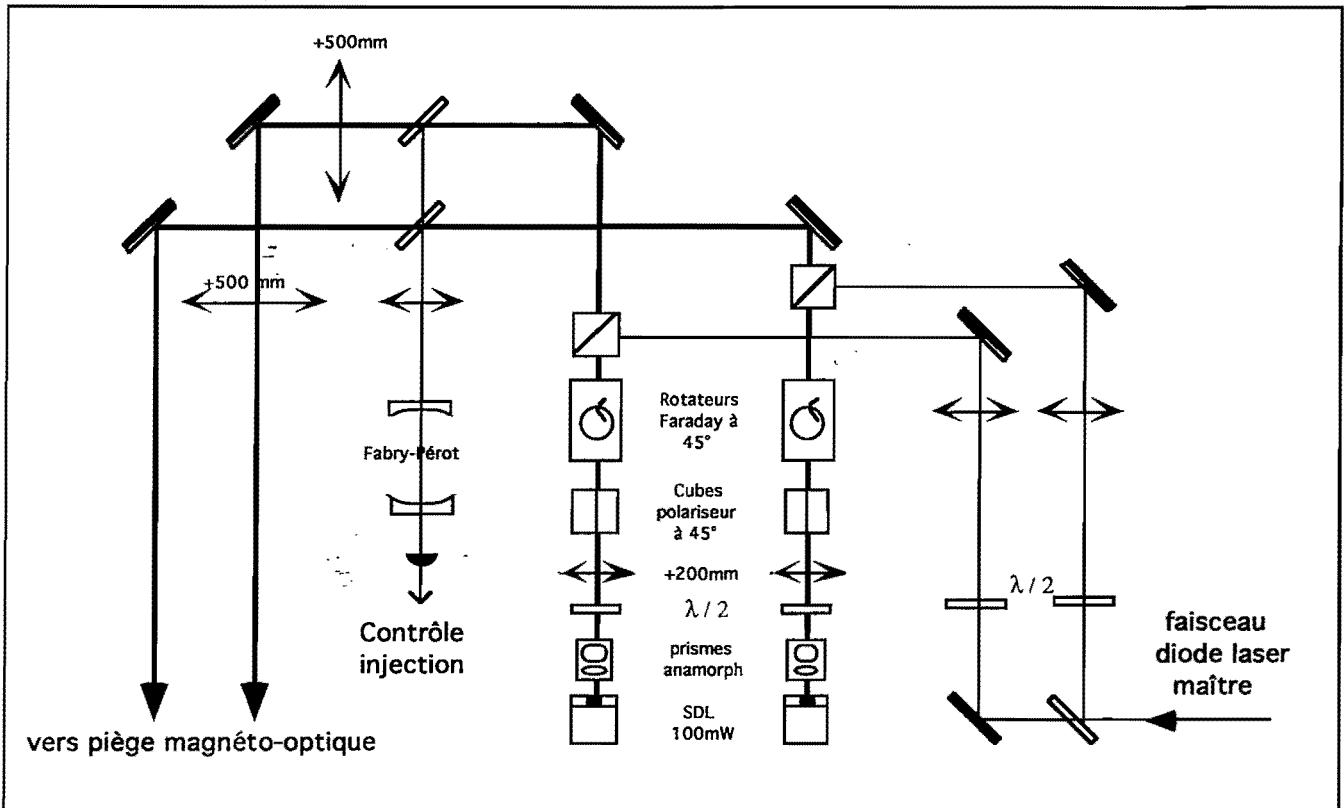 +500mm
+500 mm
Rotateurs
Faraday à
45°
Fabry-Pérot
Cubes
polariseur
à 45°
+200mm
λ / 2
λ / 2
Contrôle
injection
prismes
anamorph
faisceau
diode laser
maître
SDL
100mW
vers piège magnéto-optique